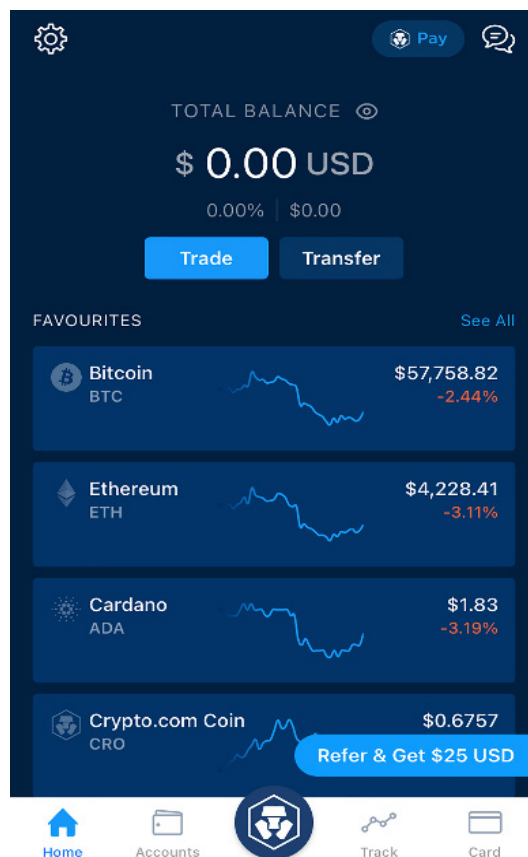 Pay
TOTAL BALANCE
$ 0.00 USD
0.00% $0.00
Trade Transfer
FAVOURITES See All
Bitcoin $57,758.82
BTC -2.44%
Ethereum $4,228.41
ETH -3.11%
Cardano $1.83
ADA -3.19%
Crypto.com Coin $0.6757
CRO
Refer & Get $25 USD
Home Accounts Track Card